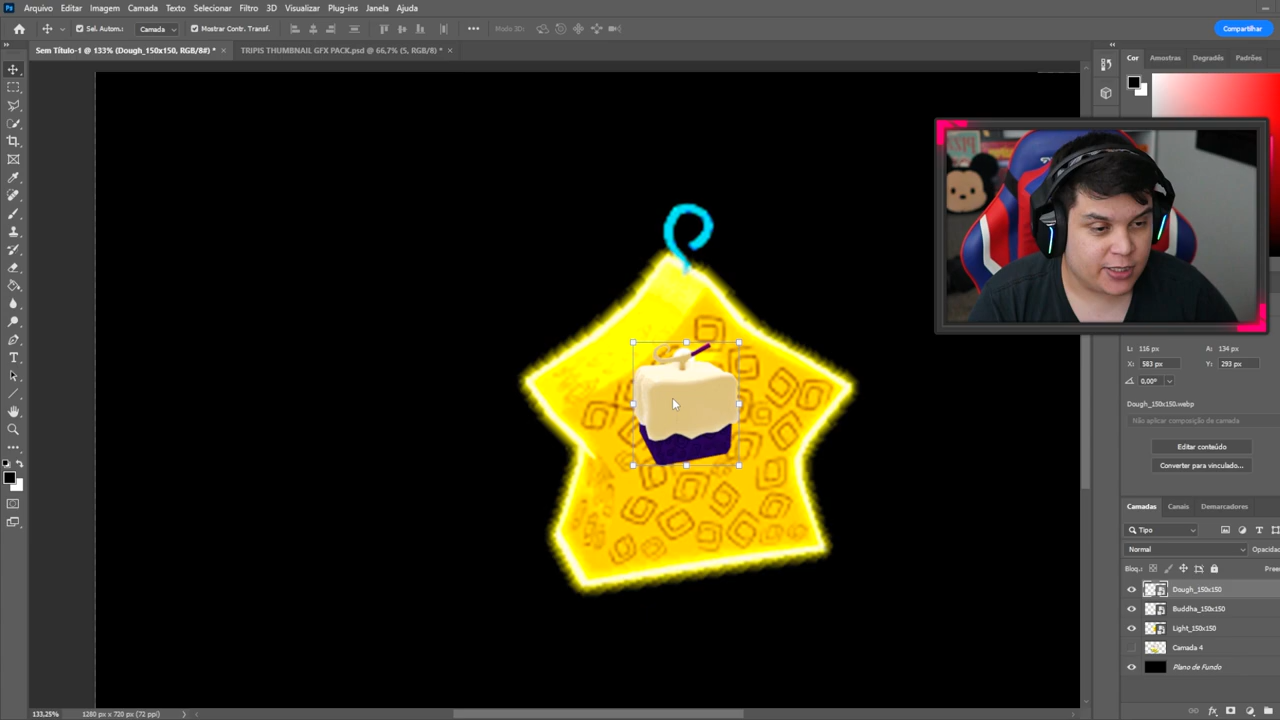 Arquivo Editar Imagem Camada Texto Selecionar Filtro 3D Visualizar Plug-ins Janela Ajuda
Sel. Autom.: Camada Mostrar Contr. Transf. Modo 3D: Compartilhar
Sem Título-1 @ 133% (Dough_150x150, RGB/8#) * × TRIPIS THUMBNAIL GFX PACK.psd @ 66,7% (5, RGB/8) * ×
Cor Amostras Degradês Padrões
L: 116 px A: 134 px
X: 583 px Y: 293 px
0,00°
Dough_150x150.webp
Não aplicar composição de camada
Editar conteúdo
Converter para vinculado...
Camadas Canais Demarcadores
Tipo
Normal Opacidad
Bloq.:
Dough_150x150
Buddha_150x150
Light_150x150
Camada 4
Plano de Fundo
133,25% 1280 px x 720 px (72 ppi)